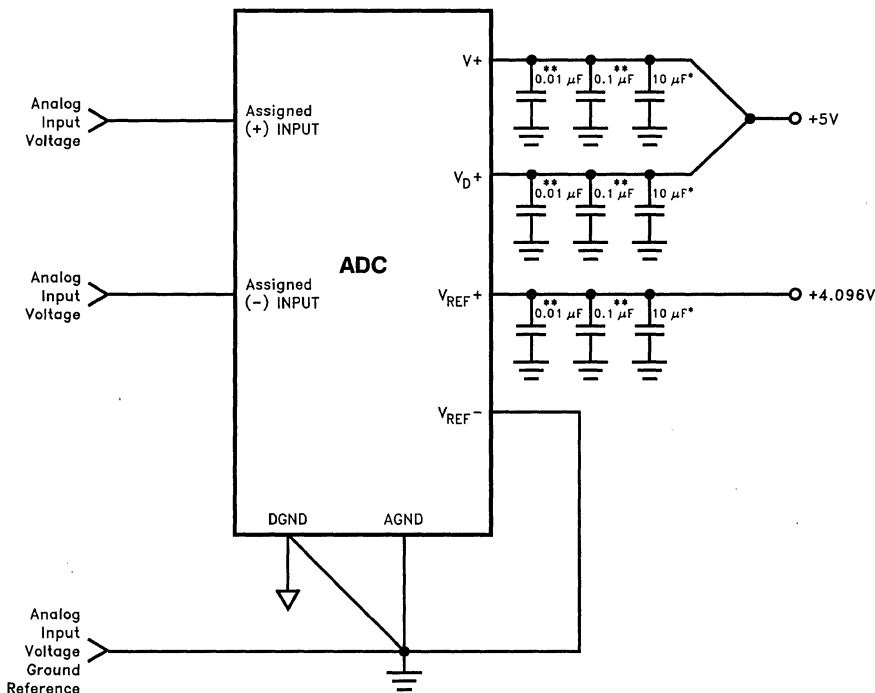 V+
**
0.01 µF
**
0.1 µF
10 µF*
+5V
Analog
Input
Voltage
Assigned
(+) INPUT
VD+
**
0.01 µF
**
0.1 µF
10 µF*
ADC
Analog
Input
Voltage
Assigned
(−) INPUT
VREF+
**
0.01 µF
**
0.1 µF
10 µF*
+4.096V
VREF−
DGND
AGND
Analog
Input
Voltage
Ground
Reference